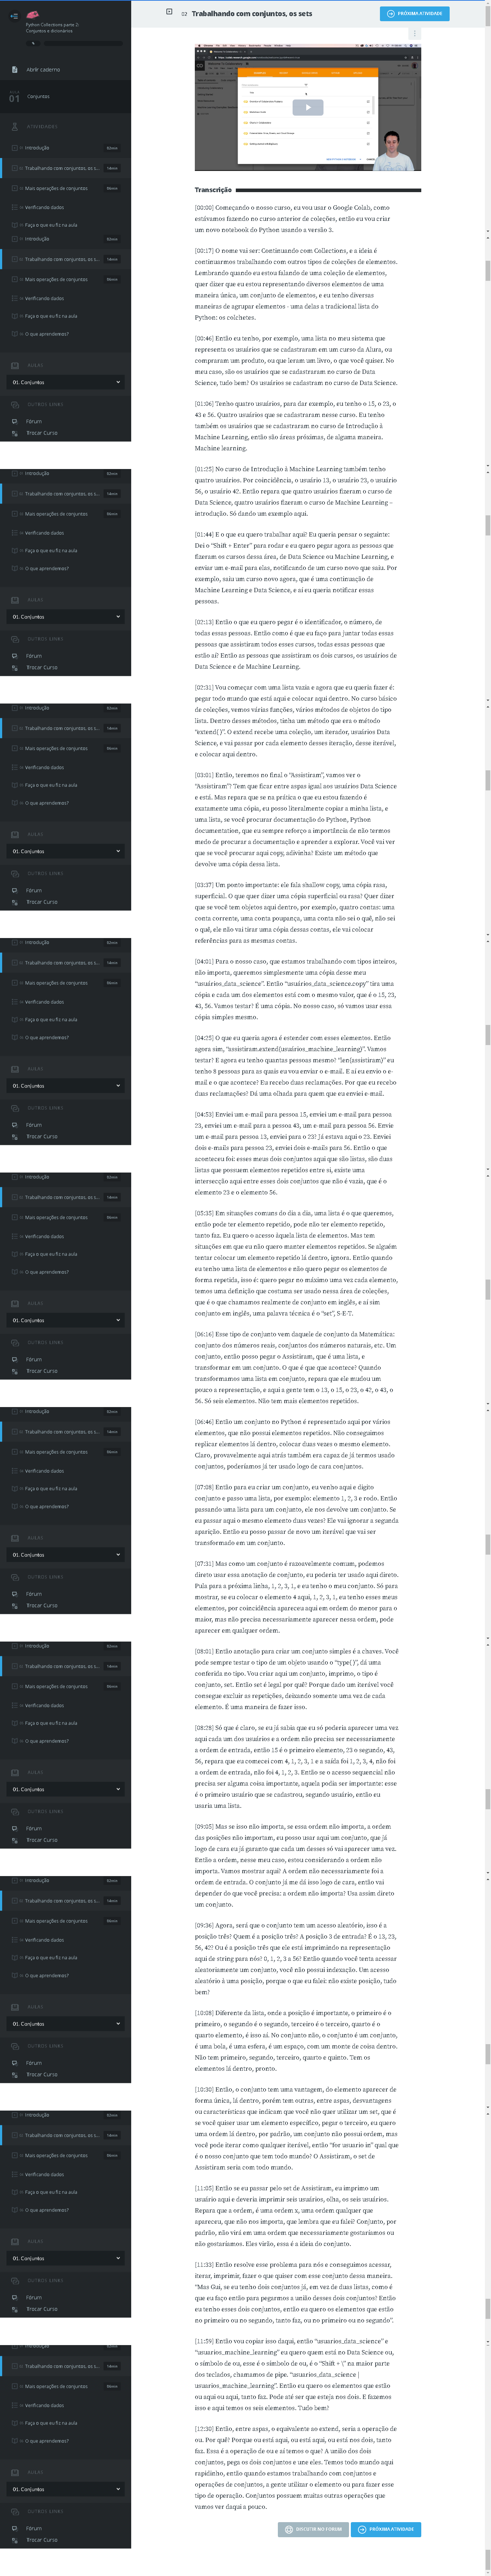 Python Collections parte 2:
Conjuntos e dicionários
Abrir caderno
01
Conjuntos
ATIVIDADES
Introdução
Trabalhando com conjuntos, os s...
Mais operações de conjuntos
Verificando dados
Faça o que eu fiz na aula
O que aprendemos?
AULAS
01. Conjuntos
OUTROS LINKS
Fórum
Trocar Curso
Trabalhando com conjuntos, os sets
PRÓXIMA ATIVIDADE
Transcrição
[00:00] Começando o nosso curso, eu vou usar o Google Colab, como
estávamos fazendo no curso anterior de coleções, então eu vou criar
um novo notebook do Python usando a versão 3.
[00:17] O nome vai ser: Continuando com Collections, e a ideia é
continuarmos trabalhando com outros tipos de coleções de elementos.
Lembrando quando eu estou falando de uma coleção de elementos,
quer dizer que eu estou representando diversos elementos de uma
maneira única, um conjunto de elementos, e eu tenho diversas
maneiras de agrupar elementos - uma delas a tradicional lista do
Python: os colchetes.
[00:46] Então eu tenho, por exemplo, uma lista no meu sistema que
representa os usuários que se cadastraram em um curso da Alura, ou
compraram um produto, ou que leram um livro, o que você quiser. No
meu caso, são os usuários que se cadastraram no curso de Data
Science, tudo bem? Os usuários se cadastraram no curso de Data Science.
[01:06] Tenho quatro usuários, para dar exemplo, eu tenho o 15, o 23, o
43 e 56. Quatro usuários que se cadastraram nesse curso. Eu tenho
também os usuários que se cadastraram no curso de Introdução à
Machine Learning, então são áreas próximas, de alguma maneira.
Machine learning.
[01:25] No curso de Introdução à Machine Learning também tenho
quatro usuários. Por coincidência, o usuário 13, o usuário 23, o usuário
56, o usuário 42. Então repara que quatro usuários fizeram o curso de
Data Science, quatro usuários fizeram o curso de Machine Learning –
introdução. Só dando um exemplo aqui.
[01:44] E o que eu quero trabalhar aqui? Eu queria pensar o seguinte:
Dei o "Shift + Enter" para rodar e eu quero pegar agora as pessoas que
fizeram os cursos dessa área, de Data Science ou Machine Learning, e
enviar um e-mail para elas, notificando de um curso novo que saiu. Por
exemplo, saiu um curso novo agora, que é uma continuidade de
Machine Learning e Data Science, e aí eu queria notificar essas
pessoas.
[02:13] Então o que eu quero pegar é o identificador, o número, de
todas essas pessoas. Então como é que eu faço para juntar todas essas
pessoas que assistiram todos esses cursos, todas essas pessoas que
estão aí? Então as pessoas que assistiram os dois cursos, os usuários de
Data Science e de Machine Learning.
[02:31] Vou começar com uma lista vazia e agora que eu queria fazer é:
pegar todo mundo que está aqui e colocar aqui dentro. No curso básico
de coleções, vemos várias funções, vários métodos de objetos do tipo
lista. Dentro desses métodos, tinha um método que era o método
"extend( )". O extend recebe uma coleção, um iterador, usuários Data
Science, e vai passar por cada elemento desses iteração, desse iterável,
e colocar aqui dentro.
[03:01] Então, teremos no final o "Assistiram", vamos ver o
"Assistiram"? Tem que ficar entre aspas igual aos usuários Data Science
e está. Mas repara que se na prática o que eu estou fazendo é
exatamente uma cópia, eu posso literalmente copiar a minha lista, e
uma lista, se você procurar documentação do Python, Python
documentation, que eu sempre reforço a importância de não termos
medo de procurar a documentação e aprender a explorar. Você vai ver
que se você procurar aqui copy, adivinha? Existe um método que
devolve uma cópia dessa lista.
[03:37] Um ponto importante: ele fala shallow copy, uma cópia rasa,
superficial. O que quer dizer uma cópia superficial ou rasa? Quer dizer
que se você tem objetos aqui dentro, por exemplo, quatro contas: uma
conta corrente, uma conta poupança, uma conta não sei o quê, não sei
o quê, ele não vai tirar uma cópia dessas contas, ele vai colocar
referências para as mesmas contas.
[04:01] Para o nosso caso, que estamos trabalhando com tipos inteiros,
não importa, queremos simplesmente uma cópia desse meu
"usuarios_data_science". Então "usuários_data_science.copy" tira uma
cópia e cada um dos elementos está com o mesmo valor, que é o 15, 23,
43, 56. Vamos testar? É uma cópia. No nosso caso, só vamos usar essa
cópia simples mesmo.
[04:25] O que eu queria agora é estender com esses elementos. Então
agora sim, "assistiram.extend(usuarios_machine_learning)". Vamos
testar? E agora eu tenho quantas pessoas mesmo? "len(assistiram)" eu
tenho 8 pessoas para as quais eu vou enviar o e-mail. E aí eu envio o e-
mail e o que acontece? Eu recebo duas reclamações. Por que eu recebo
duas reclamações? Dá uma olhada para quem que eu enviei e-mail.
[04:53] Enviei um e-mail para pessoa 15, enviei um e-mail para pessoa
23, enviei um e-mail para a pessoa 43, um e-mail para pessoa 56. Envie
um e-mail para pessoa 13, enviei para o 23? Já estava aqui o 23. Enviei
dois e-mails para pessoa 23, enviei dois e-mails para 56. Então o que
aconteceu foi: esses meus dois conjuntos aqui que são listas, são duas
listas que possuem elementos repetidos entre si, existe uma
intersecção aqui entre esses dois conjuntos que não é vazia, que é o
elemento 23 e o elemento 56.
[05:35] Em situações comuns do dia a dia, uma lista é o que queremos,
então pode ter elemento repetido, pode não ter elemento repetido,
tanto faz. Eu quero o acesso àquela lista de elementos. Mas tem
situações em que eu não quero manter elementos repetidos. Se alguém
tentar colocar um elemento repetido lá dentro, ignora. Então quando
eu tenho uma lista de elementos e não quero pegar os elementos de
forma repetida, isso é: quero pegar no máximo uma vez cada elemento,
temos uma definição que costuma ser usado nessa área de coleções,
que é o que chamamos realmente de conjunto em inglês, e aí sim
conjunto em inglês, uma palavra técnica é o "set", S-E-T.
[06:16] Esse tipo de conjunto vem daquele de conjunto da Matemática:
conjunto dos números reais, conjuntos dos números naturais, etc. Um
conjunto, então posso pegar o Assistiram, que é uma lista, e
transformar em um conjunto. O que é que que acontece? Quando
transformamos uma lista em conjunto, repara que ele mudou um
pouco a representação, e aqui a gente tem o 13, o 15, o 23, o 42, o 43, o
56. Só seis elementos. Não tem mais elementos repetidos.
[06:46] Então um conjunto no Python é representado aqui por vários
elementos, que não possui elementos repetidos. Não conseguimos
replicar elementos lá dentro, colocar duas vezes o mesmo elemento.
Claro, provavelmente aqui atrás também era capaz de já termos usado
conjuntos, poderíamos já ter usado logo de cara conjuntos.
[07:08] Então para eu criar um conjunto, eu venho aqui e digito
conjunto e passo uma lista, por exemplo: elemento 1, 2, 3 e rodo. Então
passando uma lista para um conjunto, ele nos devolve um conjunto. Se
eu passar aqui o mesmo elemento duas vezes? Ele vai ignorar a segunda
aparição. Então eu posso passar de novo um iterável que vai ser
transformado em um conjunto.
[07:31] Mas como um conjunto é razoavelmente comum, podemos
direto usar essa anotação de conjunto, eu poderia ter usado aqui direto.
Pula para a próxima linha, 1, 2, 3, 1, e eu tenho o meu conjunto. Só para
mostrar, se eu colocar o elemento 4 aqui, 1, 2, 3, 1, eu tenho esses meus
elementos, por coincidência apareceu aqui em ordem do menor para o
maior, mas não precisa necessariamente aparecer nessa ordem, pode
aparecer em qualquer ordem.
[08:01] Então anotação para criar um conjunto simples é a chaves. Você
pode sempre testar o tipo de um objeto usando o "type( )", dá uma
conferida no tipo. Vou criar aqui um conjunto, imprimo, o tipo é
conjunto, set. Então set é legal por quê? Porque dado um iterável você
consegue excluir as repetições, deixando somente uma vez de cada
elemento. É uma maneira de fazer isso.
[08:28] Só que é claro, se eu já sabia que eu só poderia aparecer uma vez
aqui cada um dos usuários e a ordem não precisa ser necessariamente
a ordem de entrada, então 15 é o primeiro elemento, 23 o segundo, 43,
56, repara que eu comecei com 4, 1, 2, 3, 1 e a saída foi 1, 2, 3, 4, não foi
a ordem de entrada, não foi 4, 1, 2, 3. Então se o acesso sequencial não
precisa ser alguma coisa importante, aquela podia ser importante: esse
é o primeiro usuário que se cadastrou, segundo usuário, então eu
usaria uma lista.
[09:05] Mas se isso não importa, se essa ordem não importa, a ordem
das posições não importam, eu posso usar aqui um conjunto, que já
logo de cara eu já garanto que cada um desses só vai aparecer uma vez.
Então a ordem, nesse meu caso, estou considerando a ordem não
importa. Vamos mostrar aqui? A ordem não necessariamente foi a
ordem de entrada. O conjunto já me dá isso logo de cara, então vai
depender do que você precisa: a ordem não importa? Usa assim direto
um conjunto.
[09:36] Agora, será que o conjunto tem um acesso aleatório, isso é a
posição três? Quem é a posição três? A posição 3 de entrada? É o 13, 23,
56, 42? Ou é a posição três que ele está imprimindo na representação
aqui de string para nós? 0, 1, 2, 3 a 56? Então quando você tenta acessar
aleatoriamente um conjunto, você não possui indexação. Um acesso
aleatório à uma posição, porque o que eu falei: não existe posição, tudo
bem?
[10:08] Diferente da lista, onde a posição é importante, o primeiro é o
primeiro, o segundo é o segundo, terceiro é o terceiro, quarto é o
quarto elemento, é isso aí. No conjunto não, o conjunto é um conjunto,
é uma bola, é uma esfera, é um espaço, com um monte de coisa dentro.
Não tem primeiro, segundo, terceiro, quarto e quinto. Tem os
elementos lá dentro, pronto.
[10:30] Então, o conjunto tem uma vantagem, do elemento aparecer de
forma única, lá dentro, porém tem outras, entre aspas, desvantagens
ou características que indicam que você não quer utilizar um set, que é
se você quiser usar um elemento específico, pegar o terceiro, eu quero
uma ordem lá dentro, por padrão, um conjunto não possui ordem, mas
você pode iterar como qualquer iterável, então "for usuario in" qual que
é o nosso conjunto que tem todo mundo? O Assistiram, o set de
Assistiram seria com todo mundo.
[11:05] Então se eu passar pelo set de Assistiram, eu imprimo um
usuário aqui e deveria imprimir seis usuários, olha, os seis usuários.
Repara que a ordem, é uma ordem x, uma ordem qualquer que
apareceu, que não nos importa, que lembra que eu falei? Conjunto, por
padrão, não virá em uma ordem que necessariamente gostaríamos ou
não gostaríamos. Eles virão, essa é a ideia do conjunto.
[11:33] Então resolve esse problema para nós e conseguimos acessar,
iterar, imprimir, fazer o que quiser com esse conjunto dessa maneira.
"Mas Gui, se eu tenho dois conjuntos já, em vez de duas listas, como é
que eu faço então para pegarmos a união desses dois conjuntos? Então
eu tenho esses dois conjuntos, então eu quero os elementos que estão
no primeiro ou no segundo, tanto faz, ou no primeiro ou no segundo".
[11:59] Então vou copiar isso daqui, então "usuarios_data_science" e
"usuarios_machine_learning" eu quero quem está no Data Science ou,
o símbolo de ou, esse é o símbolo de ou, é o "Shift + \" na maior parte
dos teclados, chamamos de pipe. "usuarios_data_science |
usuarios_machine_learning". Então eu quero os elementos que estão
ou aqui ou aqui, tanto faz. Pode até ser que esteja nos dois. E fazemos
isso e aqui temos os seis elementos. Tudo bem?
[12:30] Então, entre aspas, o equivalente ao extend, seria a operação de
ou. Por quê? Porque ou está aqui, ou está aqui, ou está nos dois, tanto
faz. Essa é a operação de ou e aí temos o que? A união dos dois
conjuntos, pega os dois conjuntos e une eles. Temos todo mundo aqui
rapidinho, então quando estamos trabalhando com conjuntos e
operações de conjuntos, a gente utilizar o elemento ou para fazer esse
tipo de operação. Conjuntos possuem muitas outras operações que
vamos ver daqui a pouco.
DISCUTIR NO FORUM
PRÓXIMA ATIVIDADE